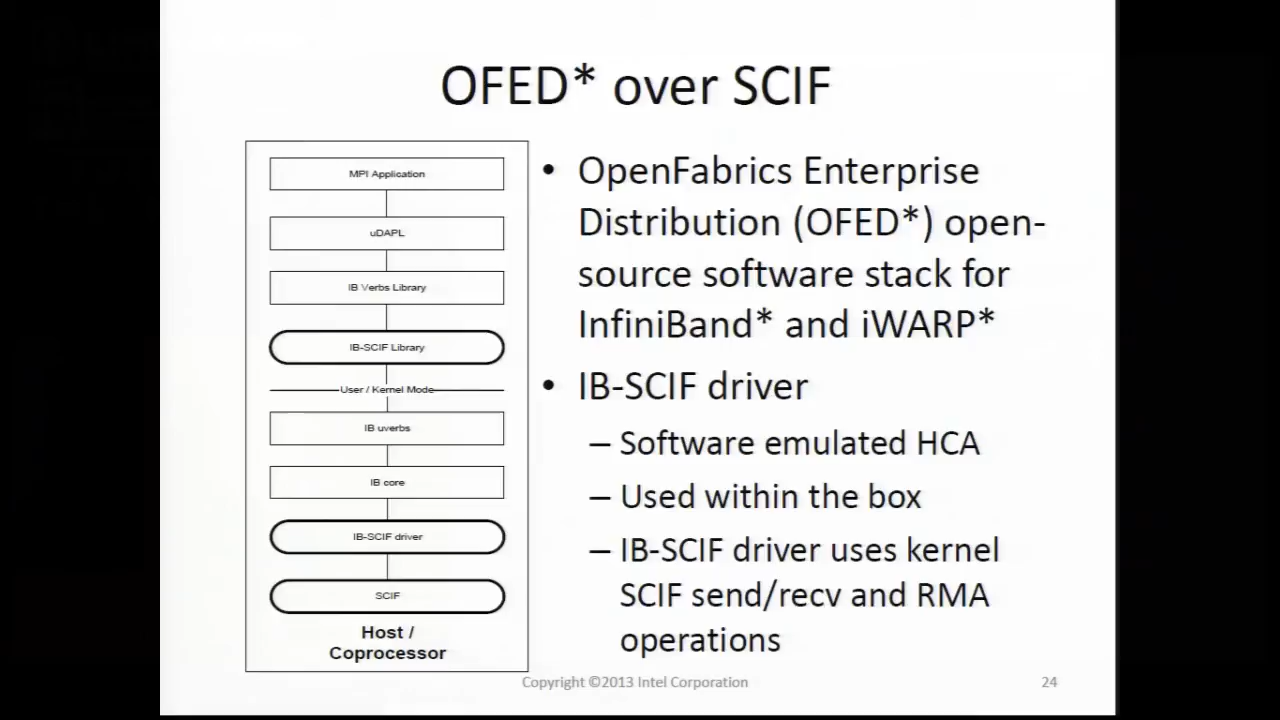 OFED* over SCIF
MPI Application
uDAPL
IB Verbs Library
IB-SCIF Library
User / Kernel Mode
IB uverbs
IB core
IB-SCIF driver
SCIF
Host /
Coprocessor
• OpenFabrics Enterprise
Distribution (OFED*) open-
source software stack for
InfiniBand* and iWARP*
• IB-SCIF driver
– Software emulated HCA
– Used within the box
– IB-SCIF driver uses kernel
SCIF send/recv and RMA
operations
Copyright ©2013 Intel Corporation
24